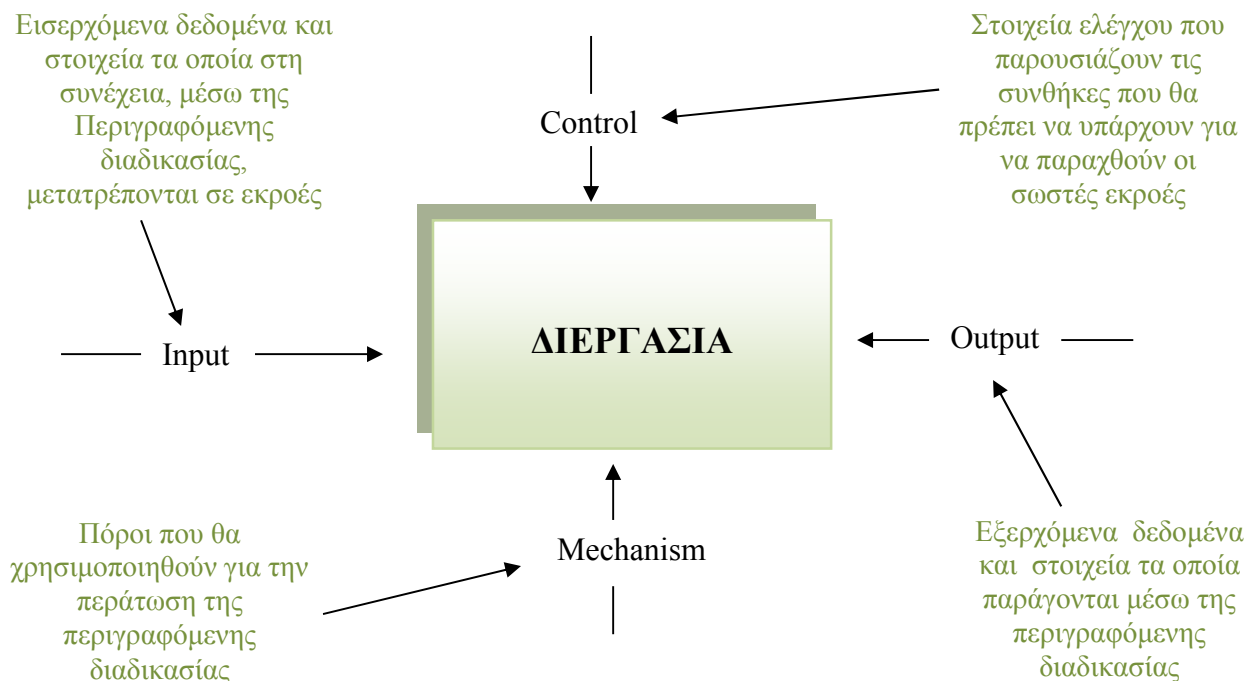 Εισερχόμενα δεδομένα και
στοιχεία τα οποία στη
συνέχεια, μέσω της
Περιγραφόμενης
διαδικασίας,
μετατρέπονται σε εκροές
Στοιχεία ελέγχου που
παρουσιάζουν τις
συνθήκες που θα
πρέπει να υπάρχουν για
να παραχθούν οι
σωστές εκροές
Control
Input
ΔΙΕΡΓΑΣΙΑ
Output
Mechanism
Πόροι που θα
χρησιμοποιηθούν για την
περάτωση της
περιγραφόμενης
διαδικασίας
Εξερχόμενα δεδομένα
και στοιχεία τα οποία
παράγονται μέσω της
περιγραφόμενης
διαδικασίας